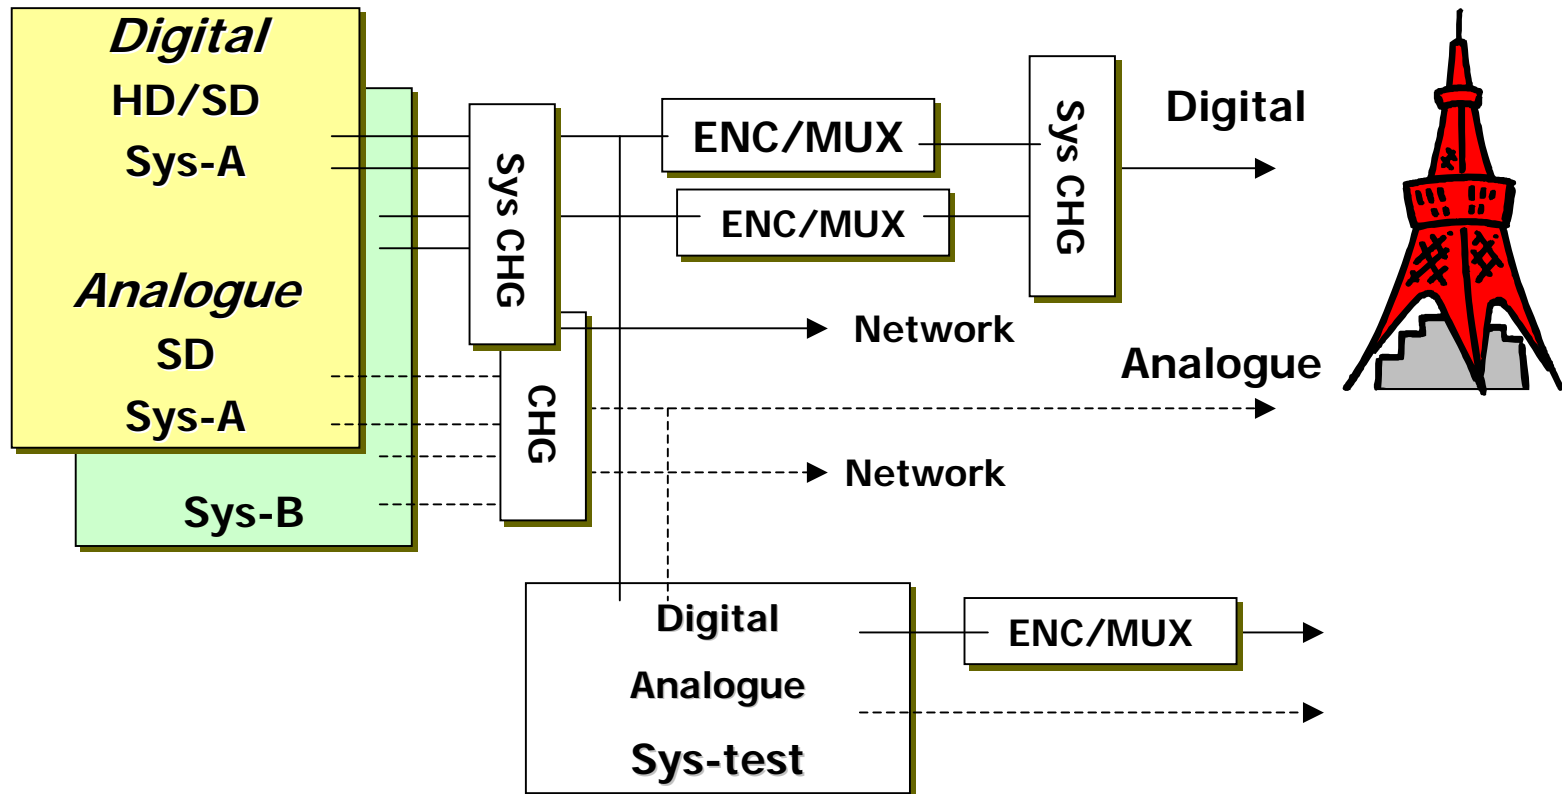 Digital
HD/SD
Sys-A
Analogue
SD
Sys-A
Sys-B
Sys CHG
CHG
ENC/MUX
ENC/MUX
Sys CHG
Digital
Network
Analogue
Network
Digital
Analogue
Sys-test
ENC/MUX